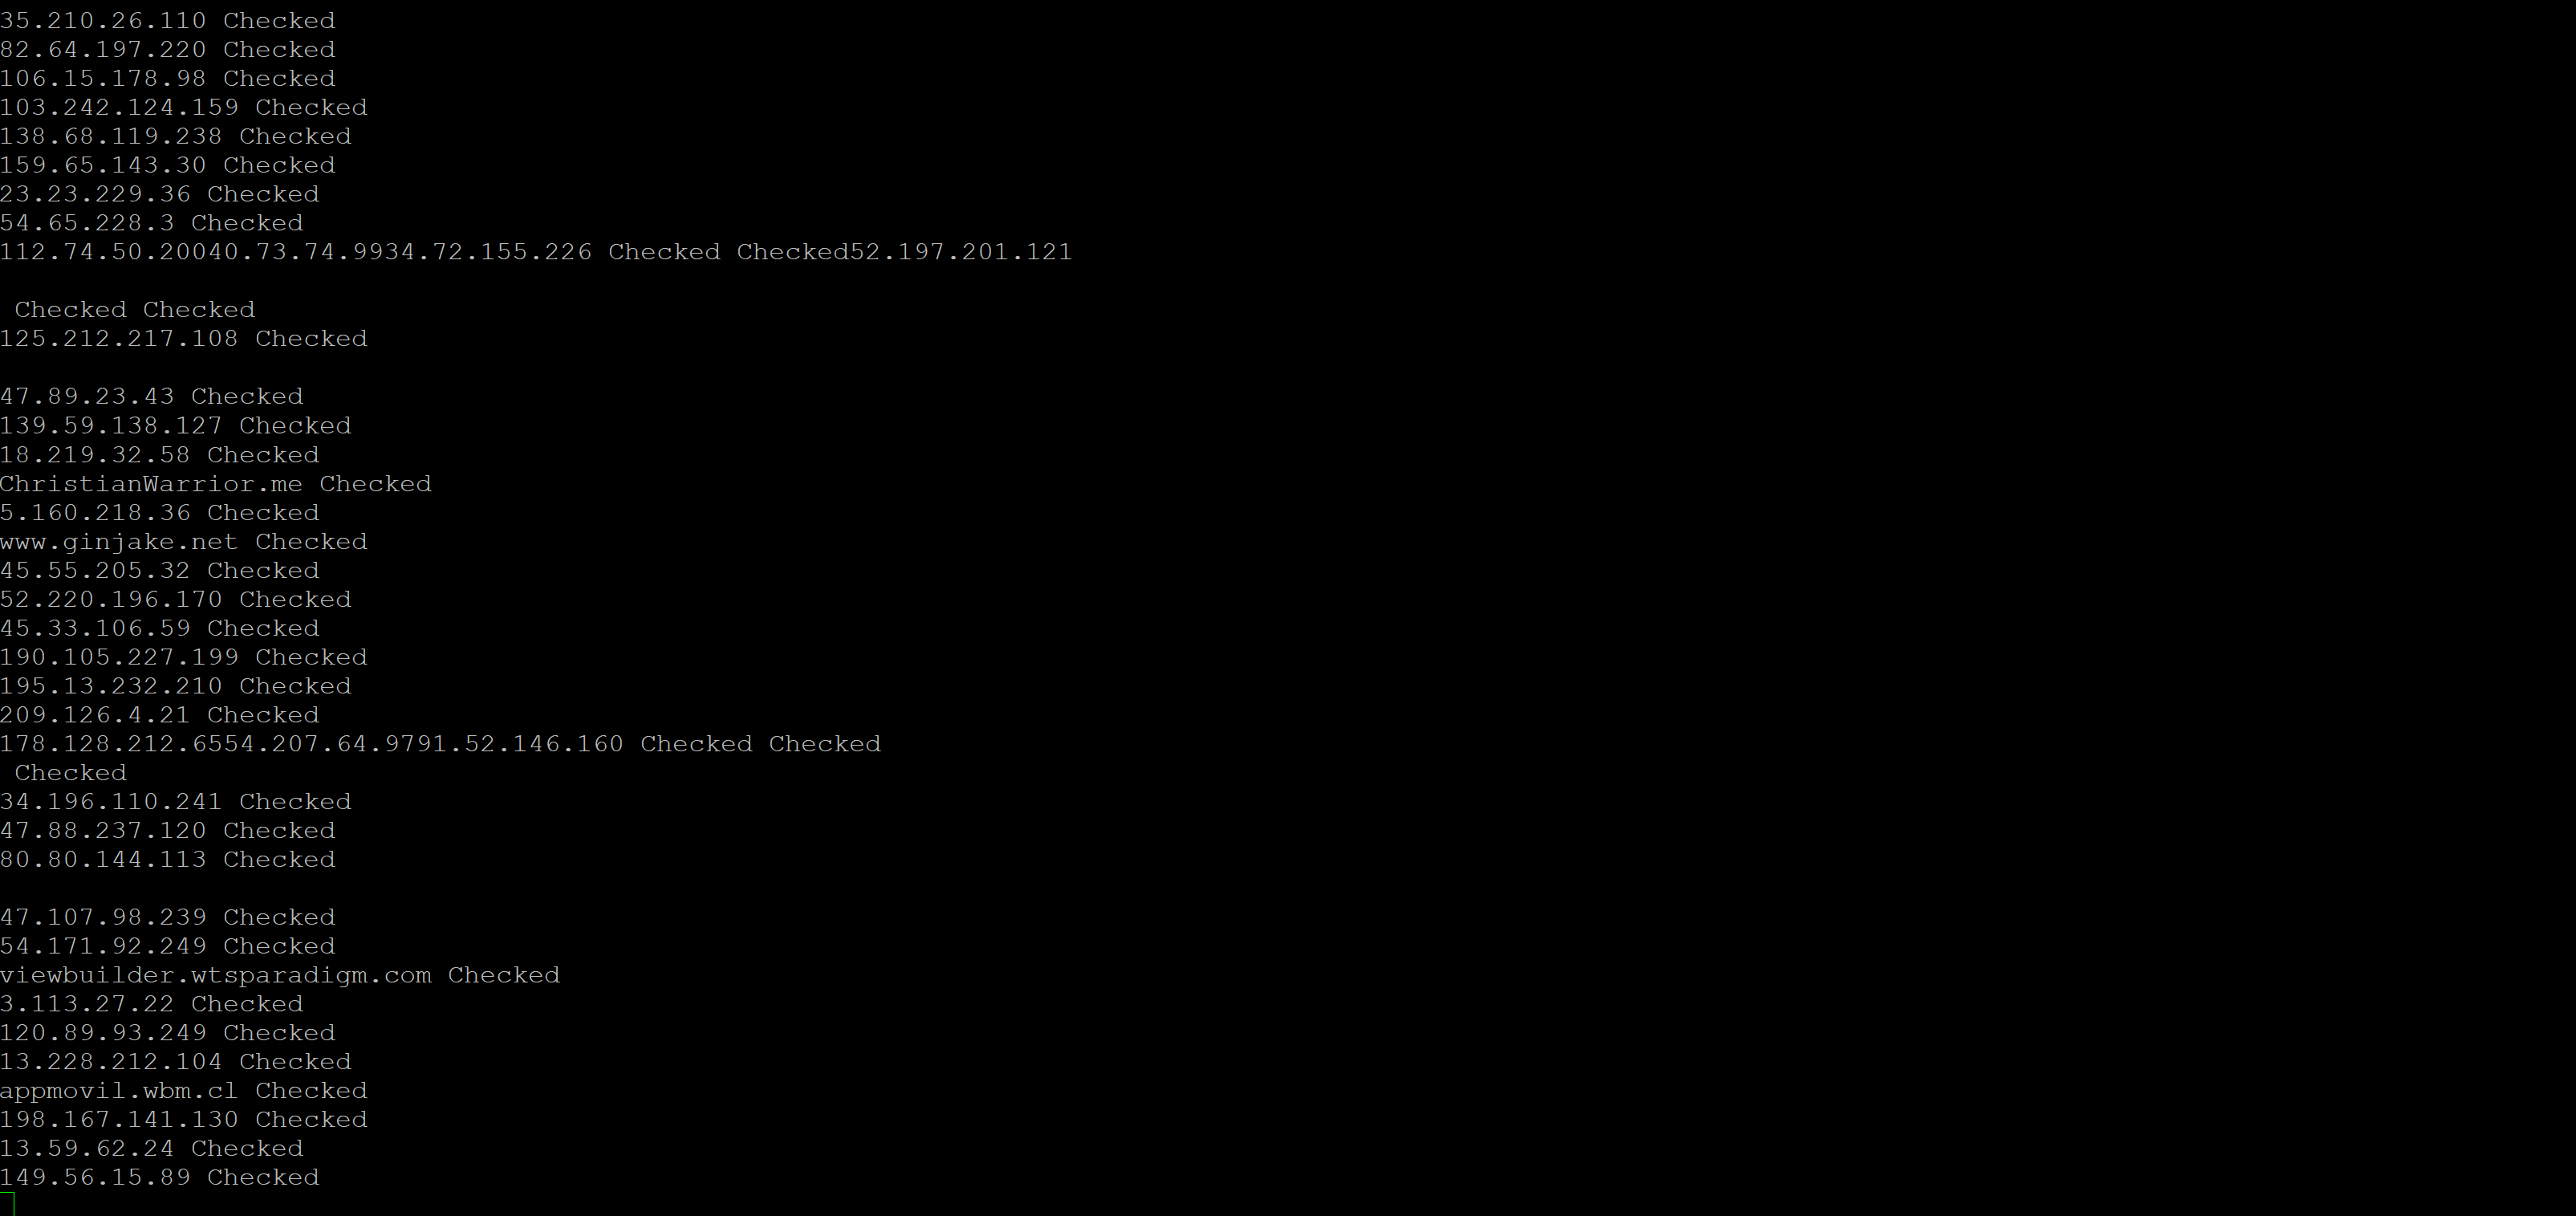 35.210.26.110 Checked
82.64.197.220 Checked
106.15.178.98 Checked
103.242.124.159 Checked
138.68.119.238 Checked
159.65.143.30 Checked
23.23.229.36 Checked
54.65.228.3 Checked
112.74.50.20040.73.74.9934.72.155.226 Checked Checked52.197.201.121
Checked Checked
125.212.217.108 Checked
47.89.23.43 Checked
139.59.138.127 Checked
18.219.32.58 Checked
ChristianWarrior.me Checked
5.160.218.36 Checked
www.ginjake.net Checked
45.55.205.32 Checked
52.220.196.170 Checked
45.33.106.59 Checked
190.105.227.199 Checked
195.13.232.210 Checked
209.126.4.21 Checked
178.128.212.6554.207.64.9791.52.146.160 Checked Checked
Checked
34.196.110.241 Checked
47.88.237.120 Checked
80.80.144.113 Checked
47.107.98.239 Checked
54.171.92.249 Checked
viewbuilder.wtsparadigm.com Checked
3.113.27.22 Checked
120.89.93.249 Checked
13.228.212.104 Checked
appmovil.wbm.cl Checked
198.167.141.130 Checked
13.59.62.24 Checked
149.56.15.89 Checked